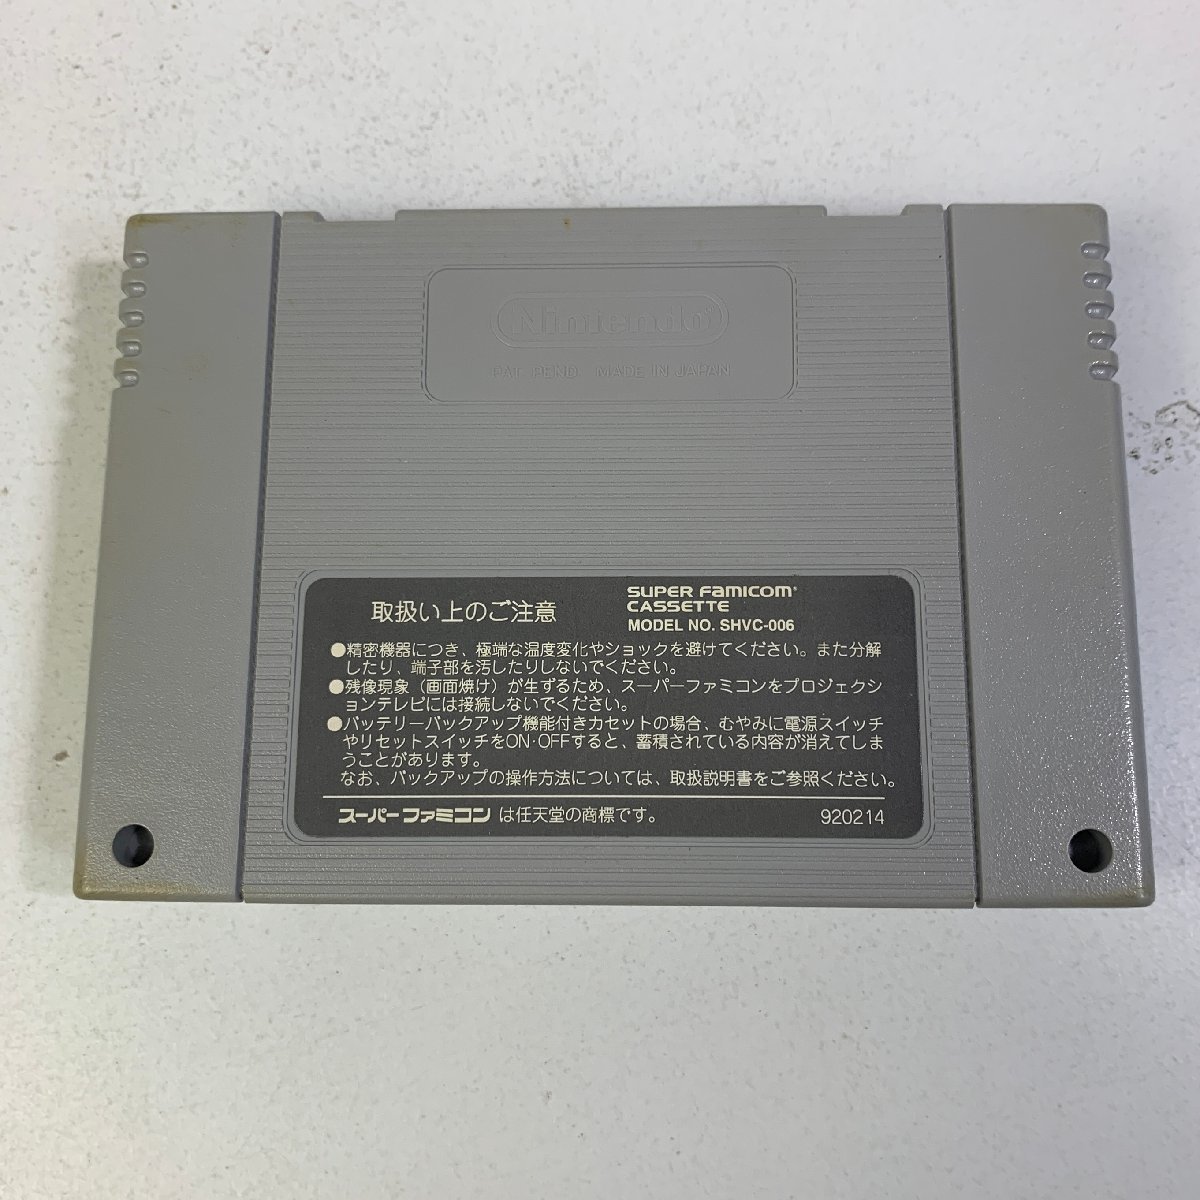 Nintendo®
PAT. PEND. MADE IN JAPAN
取扱い上のご注意
SUPER FAMICOM®
CASSETTE
MODEL NO. SHVC-006
●精密機器につき、極端な温度変化やショックを避けてください。また分解
したり、端子部を汚したりしないでください。
●残像現象（画面焼け）が生ずるため、スーパーファミコンをプロジェクシ
ョンテレビには接続しないでください。
●バッテリーバックアップ機能付きカセットの場合、むやみに電源スイッチ
やリセットスイッチをON・OFFすると、蓄積されている内容が消えてしま
うことがあります。
なお、バックアップの操作方法については、取扱説明書をご参照ください。
スーパーファミコン は任天堂の商標です。
920214